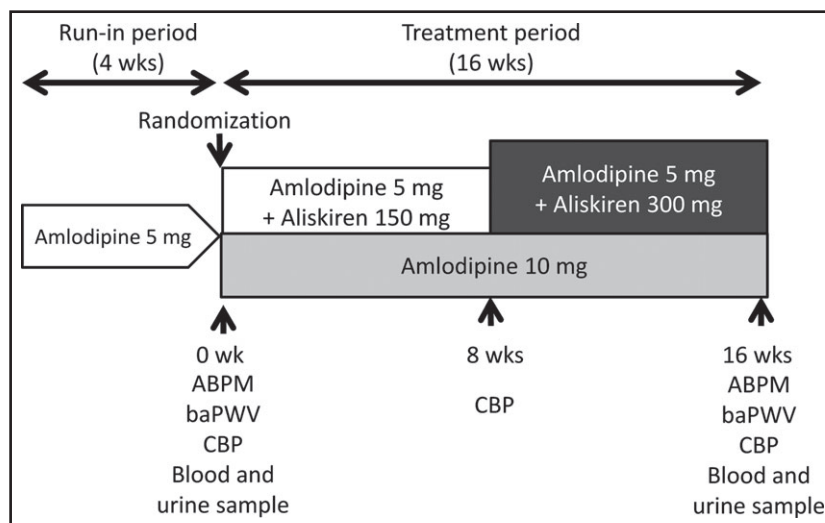 Run-in period
(4 wks)
Treatment period
(16 wks)
Randomization
Amlodipine 5 mg
Amlodipine 5 mg
+ Aliskiren 150 mg
Amlodipine 5 mg
+ Aliskiren 300 mg
Amlodipine 10 mg
0 wk
ABPM
baPWV
CBP
Blood and
urine sample
8 wks
CBP
16 wks
ABPM
baPWV
CBP
Blood and
urine sample